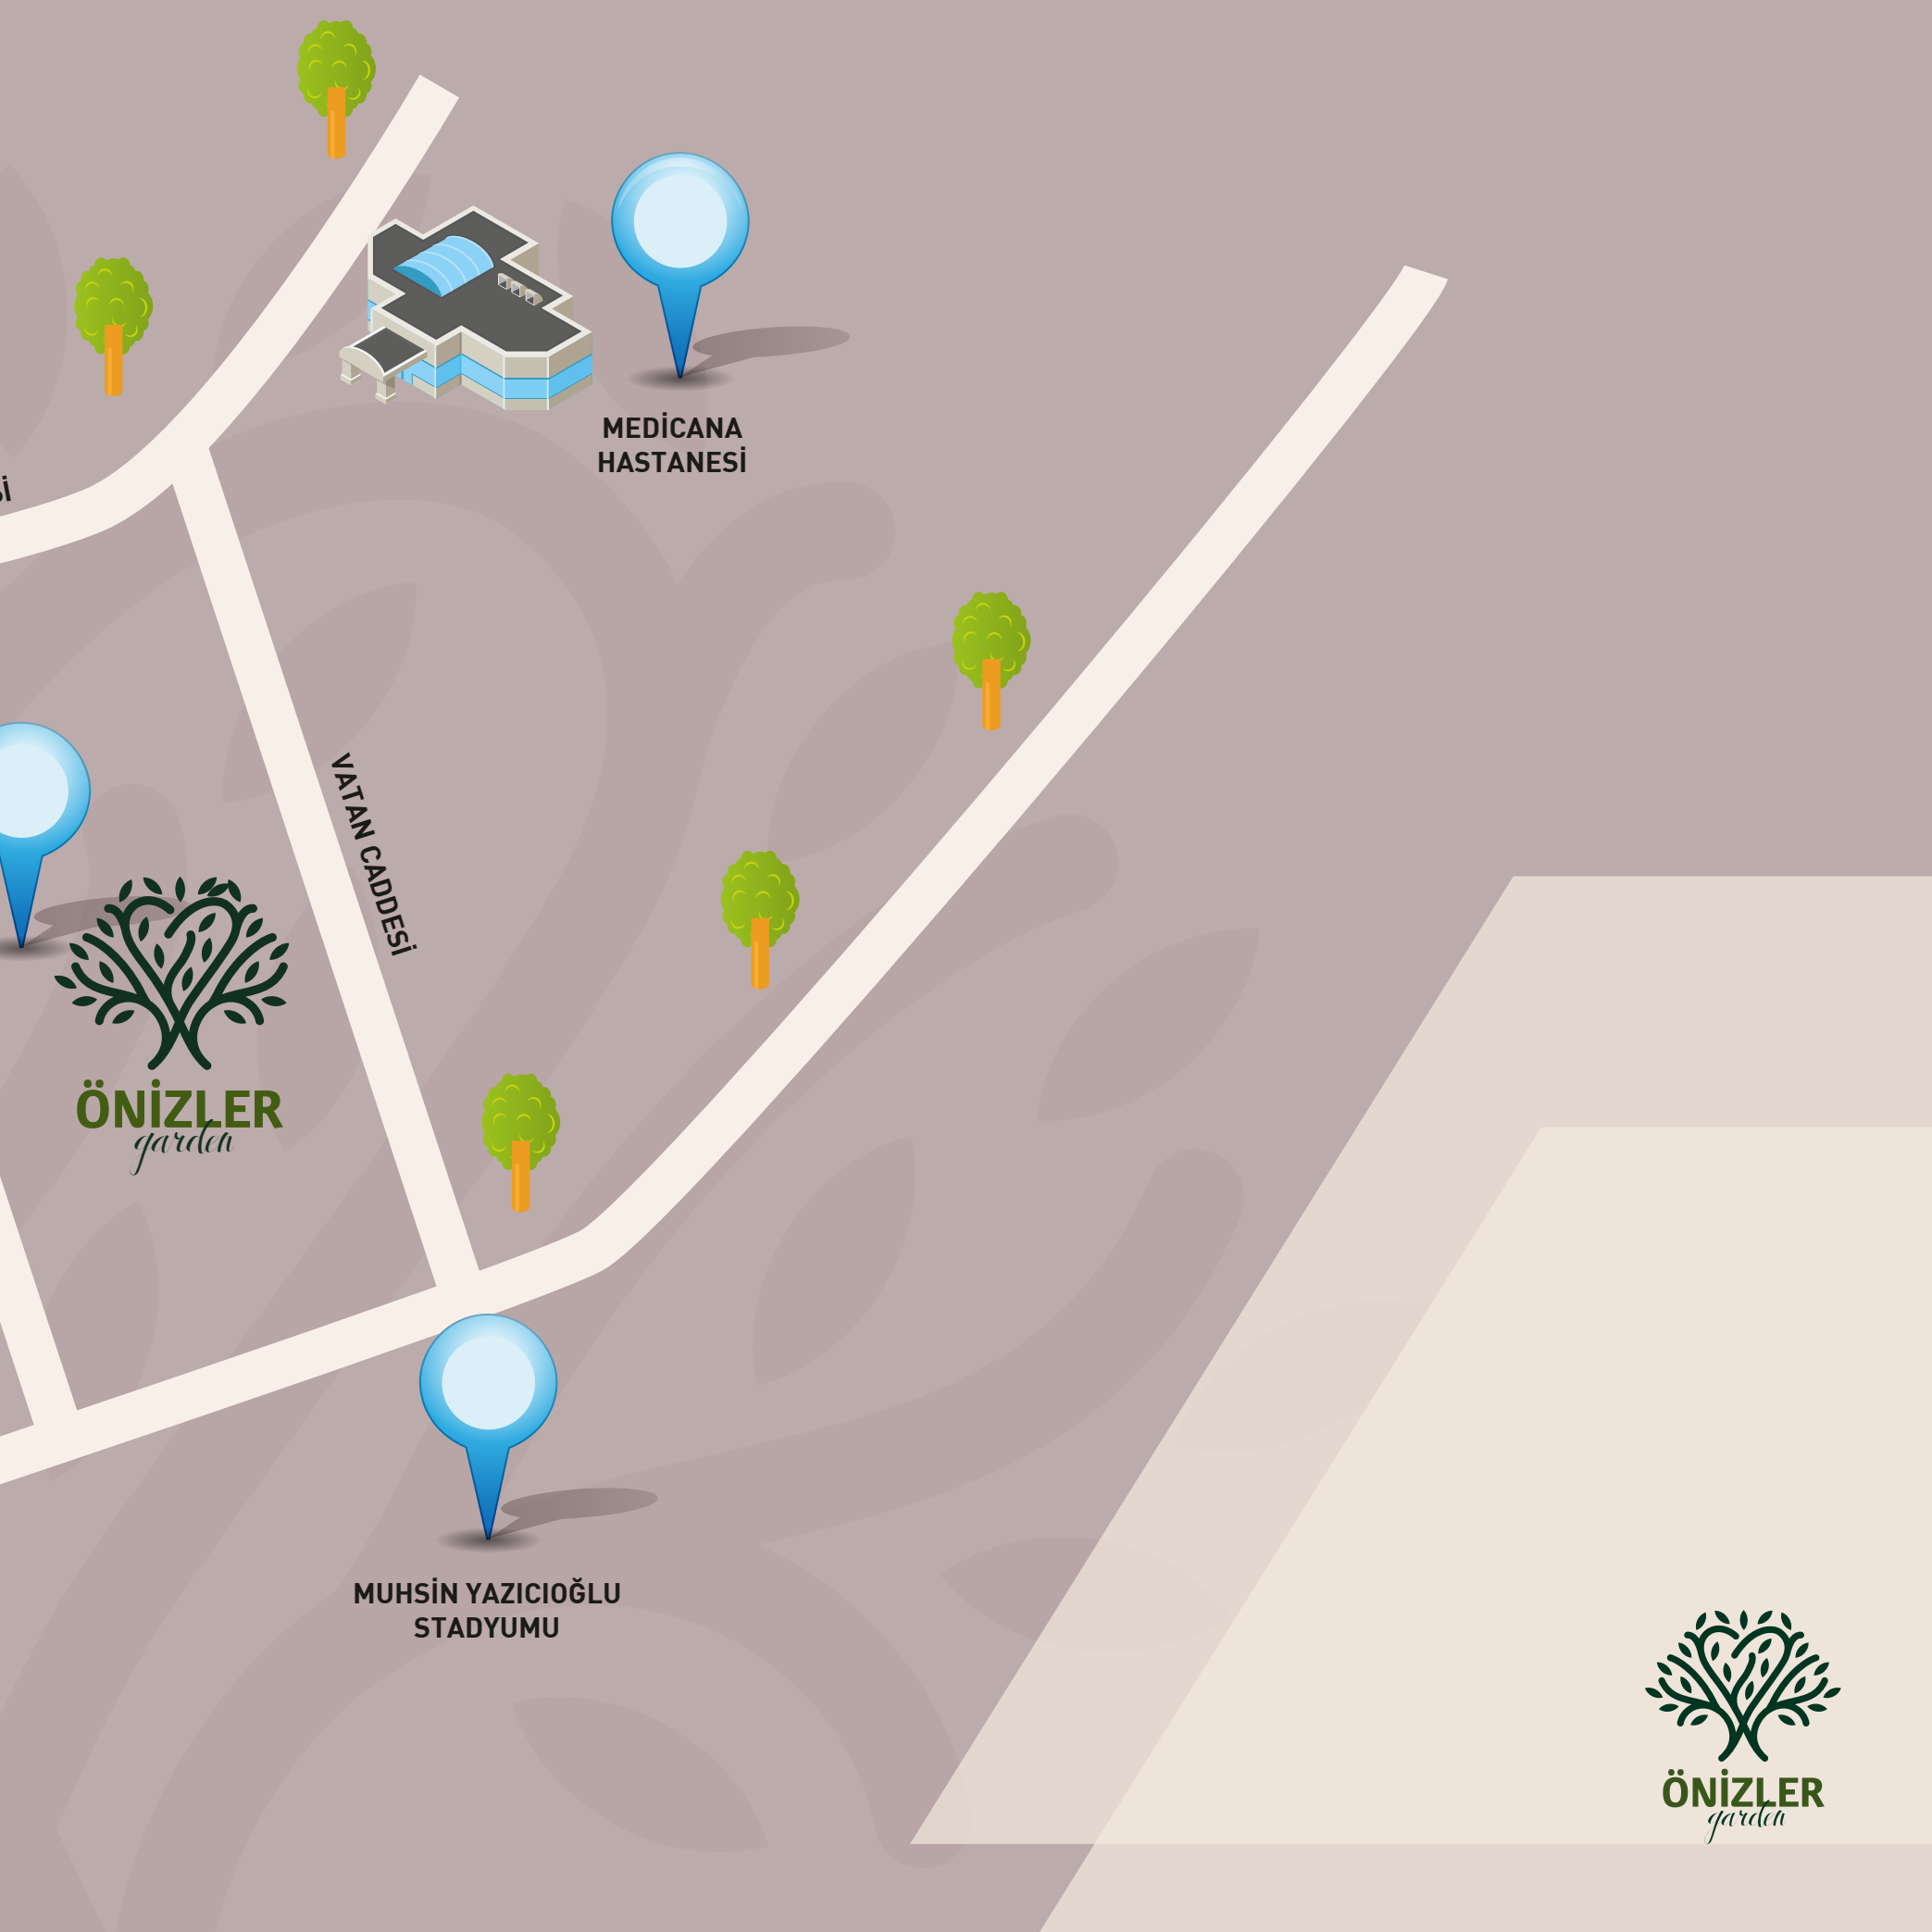 MEDİCANA
HASTANESİ
VATAN CADDESİ
ÖNİZLER
garden
MUHSİN YAZICIOĞLU
STADYUMU
ÖNİZLER
garden